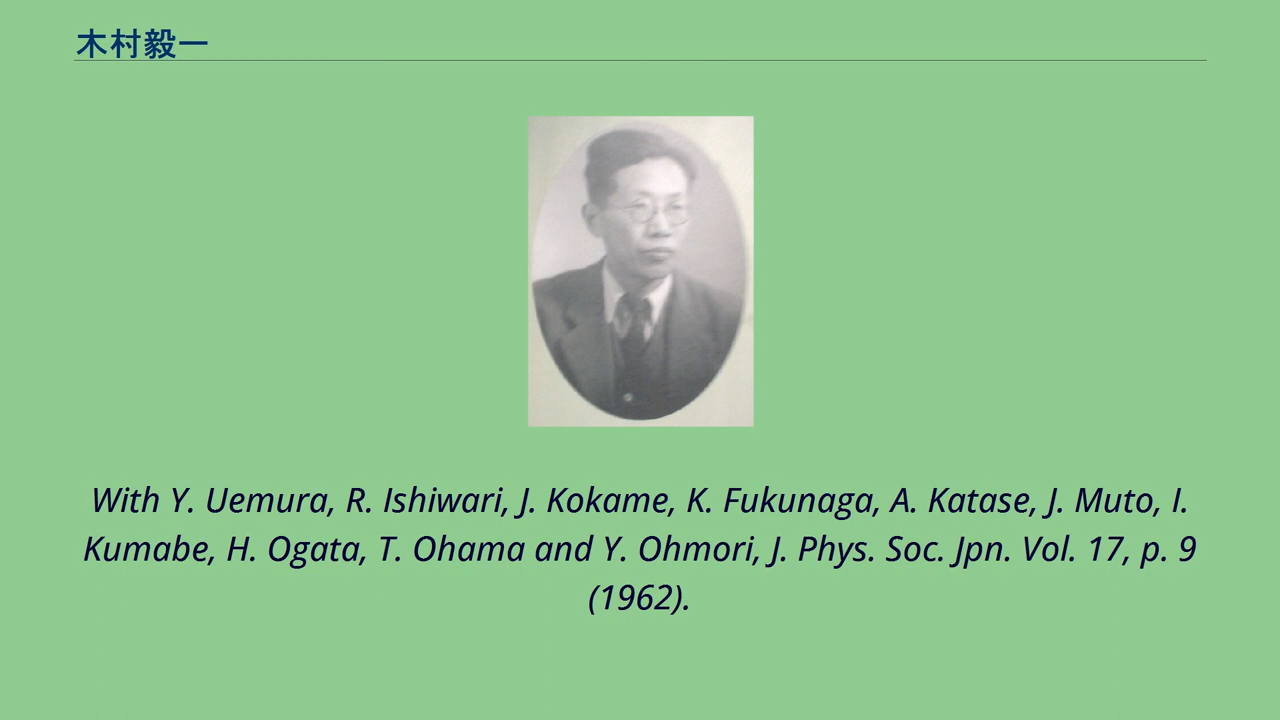 木村毅一
With Y. Uemura, R. Ishiwari, J. Kokame, K. Fukunaga, A. Katase, J. Muto, I.
Kumabe, H. Ogata, T. Ohama and Y. Ohmori, J. Phys. Soc. Jpn. Vol. 17, p. 9
(1962).